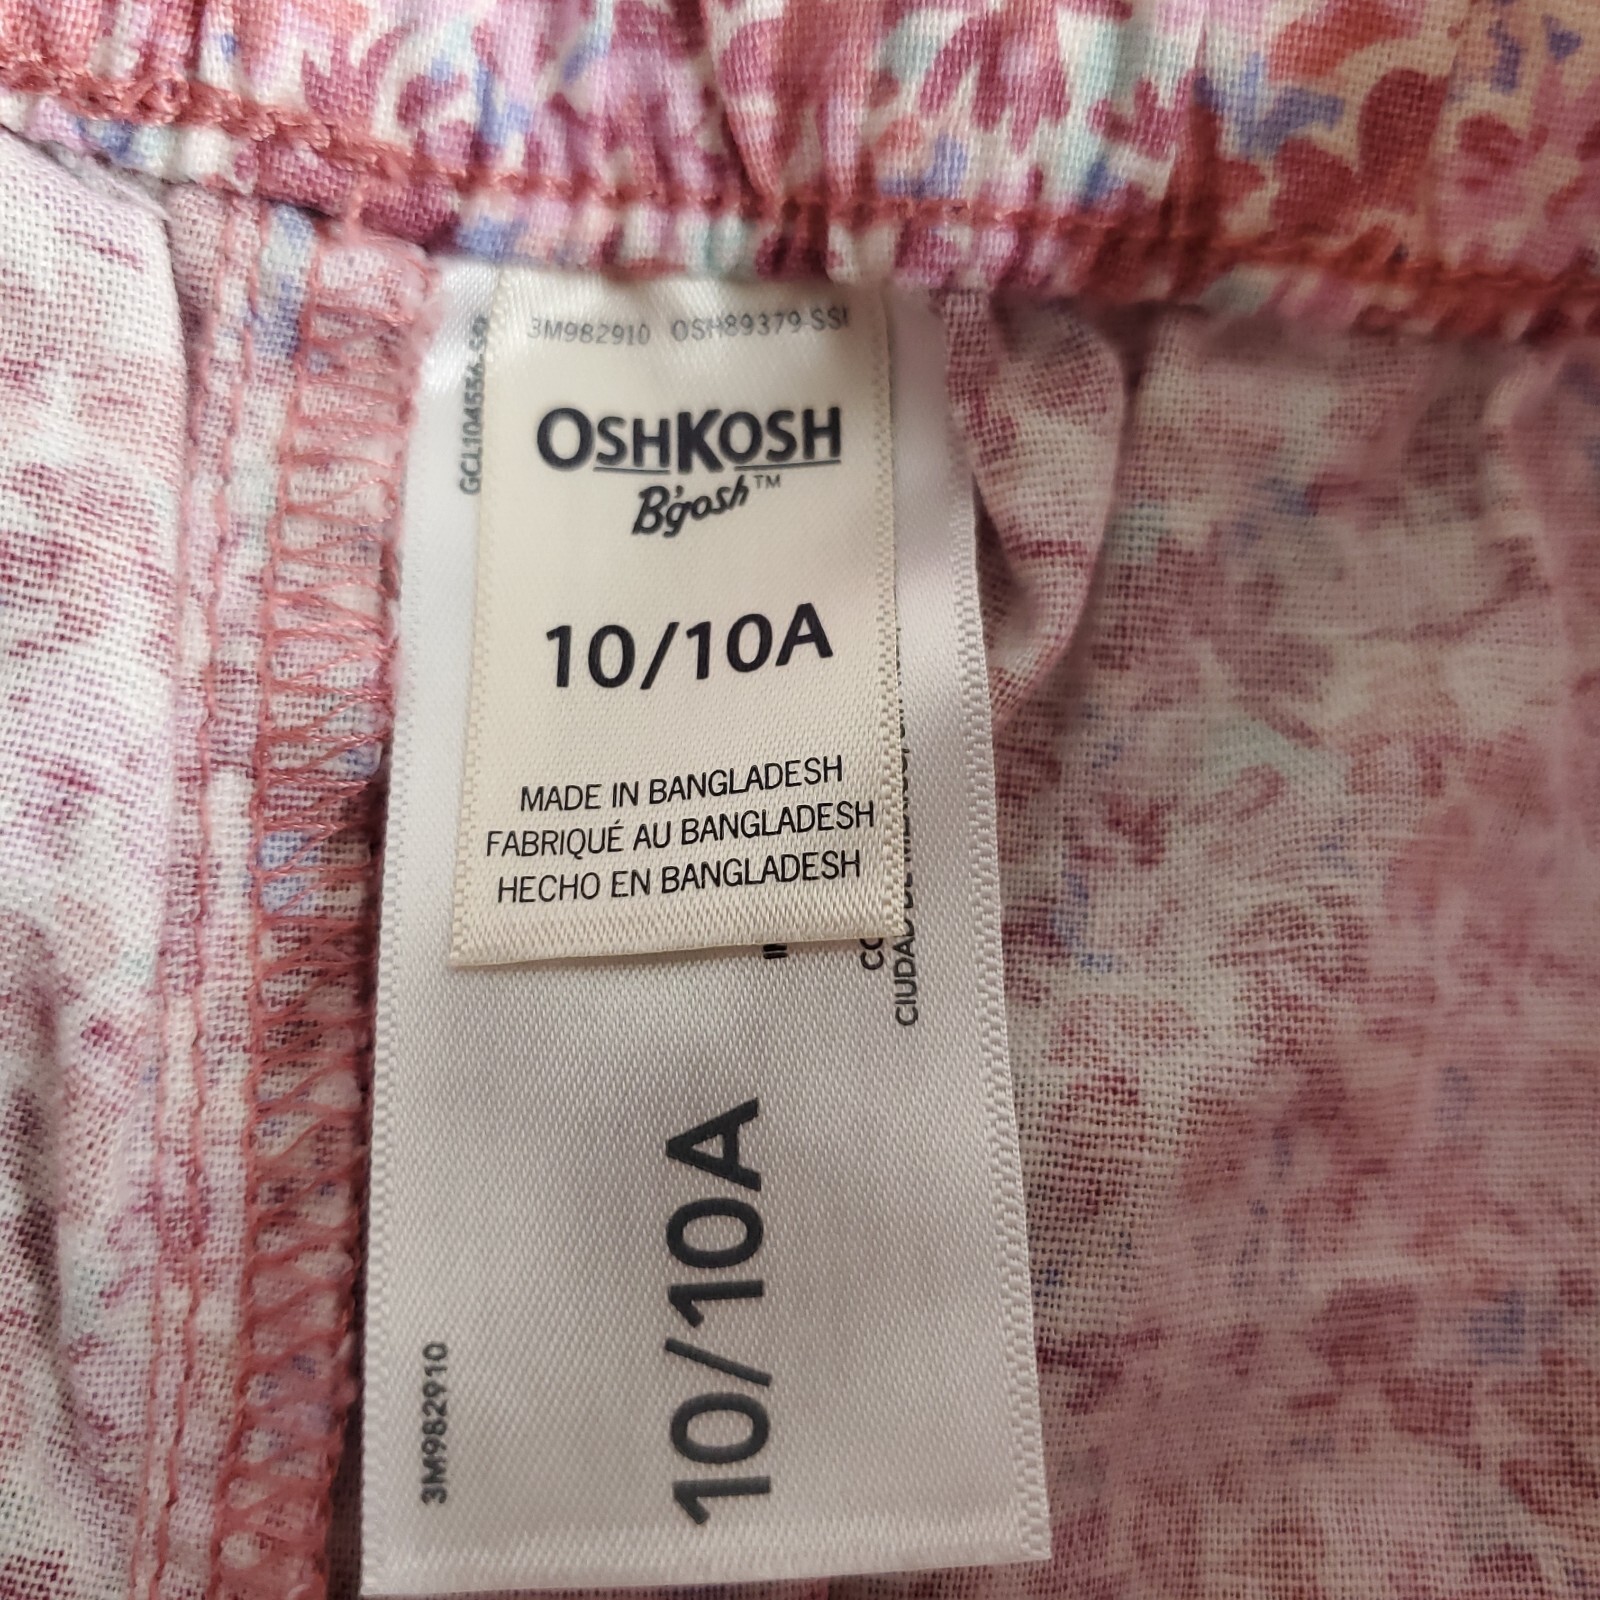 3M982910 OSH89379-SSI
OSHKOSH
B'gosh™
10/10A
MADE IN BANGLADESH
FABRIQUÉ AU BANGLADESH
HECHO EN BANGLADESH
10/10A
3M982910